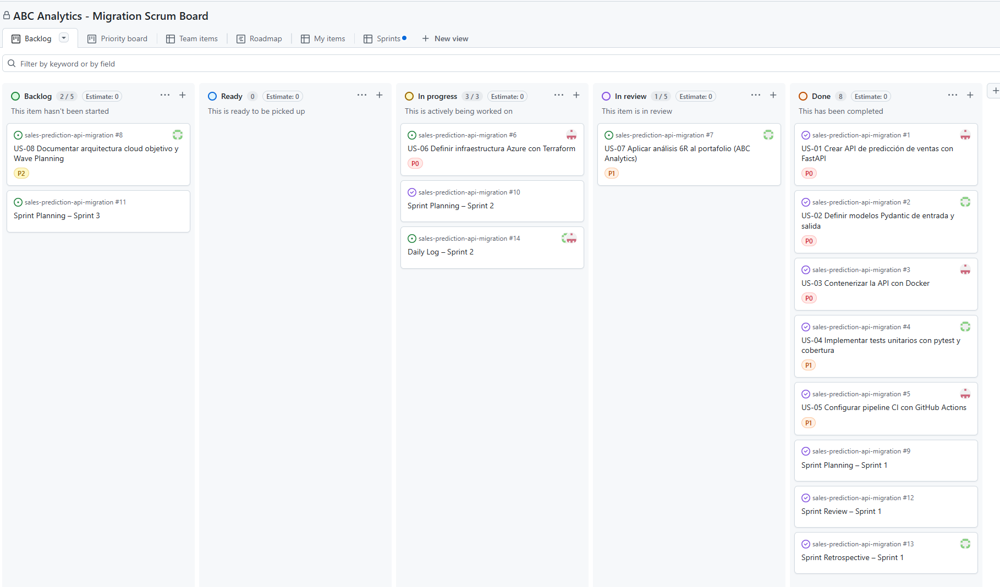 ABC Analytics - Migration Scrum Board
Backlog
Priority board
Team items
Roadmap
My items
Sprints
New view
Filter by keyword or by field
Backlog 2 / 5 Estimate: 0
This item hasn't been started
sales-prediction-api-migration #8
US-08 Documentar arquitectura cloud objetivo y
Wave Planning
P2
sales-prediction-api-migration #11
Sprint Planning – Sprint 3
Ready 0 Estimate: 0
This is ready to be picked up
In progress 3 / 3 Estimate: 0
This is actively being worked on
sales-prediction-api-migration #6
US-06 Definir infraestructura Azure con Terraform
P0
sales-prediction-api-migration #10
Sprint Planning – Sprint 2
sales-prediction-api-migration #14
Daily Log – Sprint 2
In review 1 / 5 Estimate: 0
This item is in review
sales-prediction-api-migration #7
US-07 Aplicar análisis 6R al portafolio (ABC
Analytics)
P1
Done 8 Estimate: 0
This has been completed
sales-prediction-api-migration #1
US-01 Crear API de predicción de ventas con
FastAPI
P0
sales-prediction-api-migration #2
US-02 Definir modelos Pydantic de entrada y
salida
P0
sales-prediction-api-migration #3
US-03 Contenerizar la API con Docker
P0
sales-prediction-api-migration #4
US-04 Implementar tests unitarios con pytest y
cobertura
P1
sales-prediction-api-migration #5
US-05 Configurar pipeline CI con GitHub Actions
P1
sales-prediction-api-migration #9
Sprint Planning – Sprint 1
sales-prediction-api-migration #12
Sprint Review – Sprint 1
sales-prediction-api-migration #13
Sprint Retrospective – Sprint 1